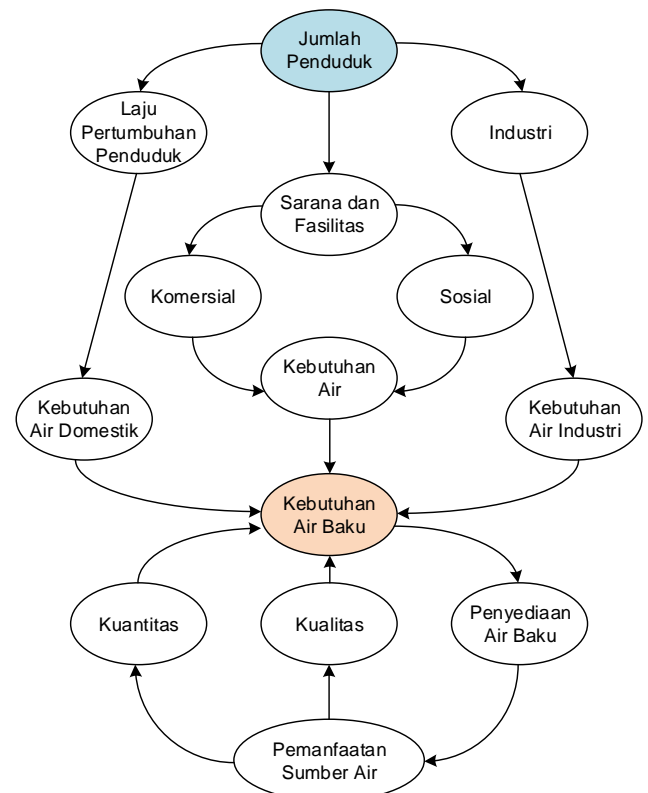 Jumlah
Penduduk
Laju
Pertumbuhan
Penduduk
Industri
Sarana dan
Fasilitas
Komersial
Sosial
Kebutuhan
Air
Kebutuhan
Air Domestik
Kebutuhan
Air Industri
Kebutuhan
Air Baku
Kuantitas
Kualitas
Penyediaan
Air Baku
Pemanfaatan
Sumber Air